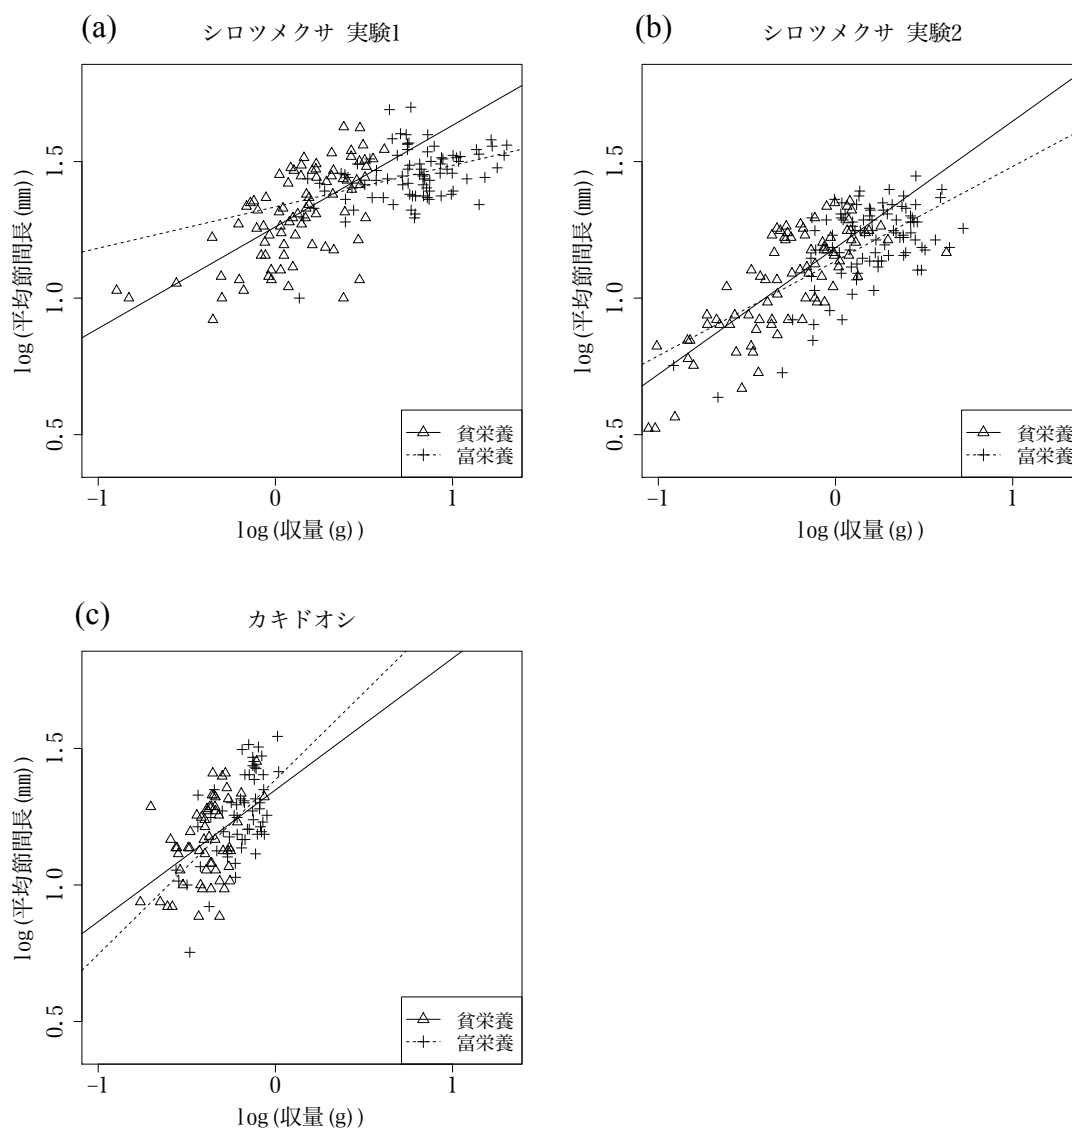 (a) シロツメクサ 実験1
log(平均節間長(mm))
1.5
1.0
0.5
貧栄養
富栄養
-1 0 1
log(収量(g))
(b) シロツメクサ 実験2
log(平均節間長(mm))
1.5
1.0
0.5
貧栄養
富栄養
-1 0 1
log(収量(g))
(c) カキドオシ
log(平均節間長(mm))
1.5
1.0
0.5
貧栄養
富栄養
-1 0 1
log(収量(g))